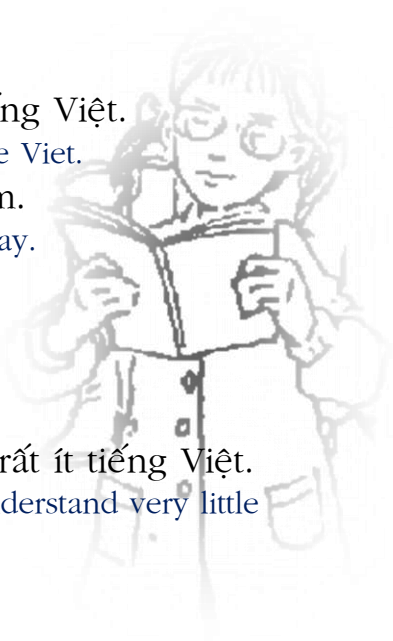 ng Việt.
e Viet.
m.
ay.
rất ít tiếng Việt.
derstand very little